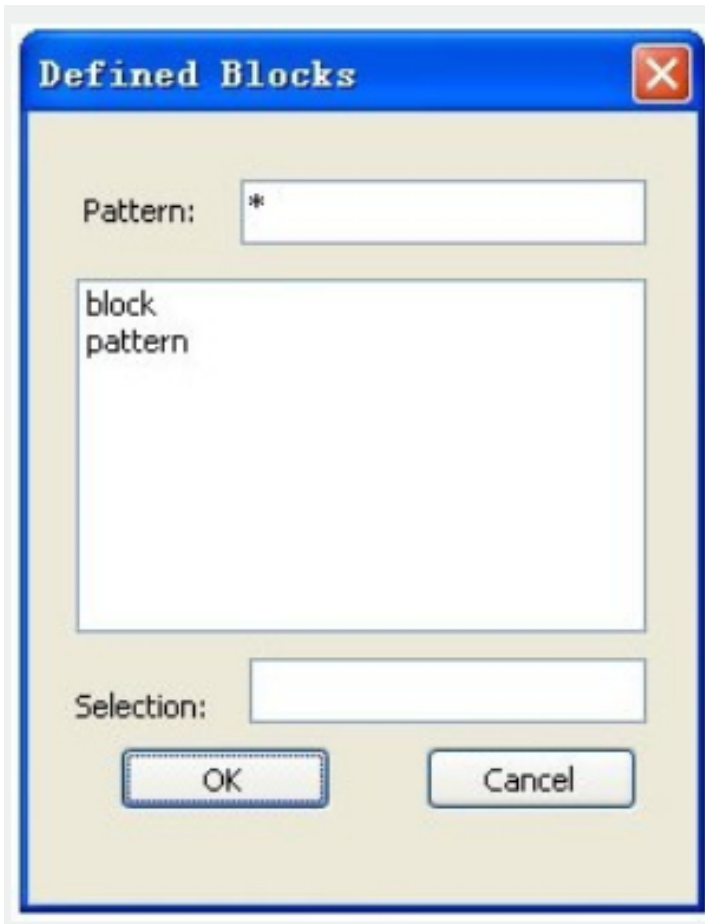 Defined Blocks
Pattern: *
block
pattern
Selection:
OK Cancel